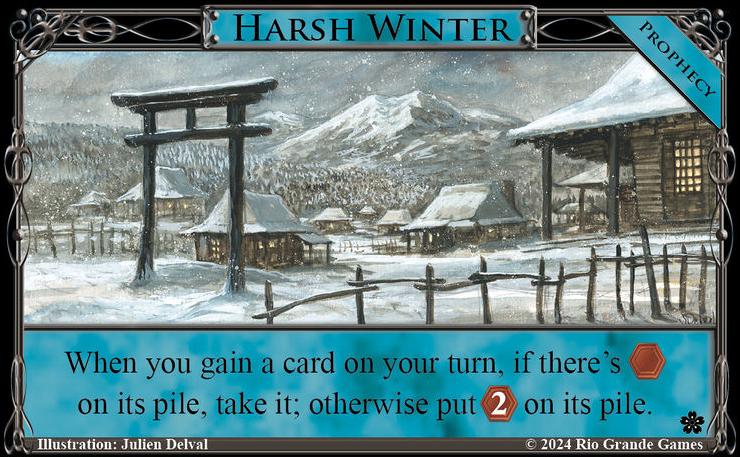 HARSH WINTER
PROPHECY
When you gain a card on your turn, if there's
on its pile, take it; otherwise put 2 on its pile.
Illustration: Julien Delval
© 2024 Rio Grande Games